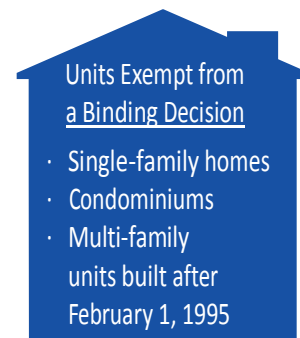 Units Exempt from
a Binding Decision
· Single-family homes
· Condominiums
· Multi-family
units built after
February 1, 1995